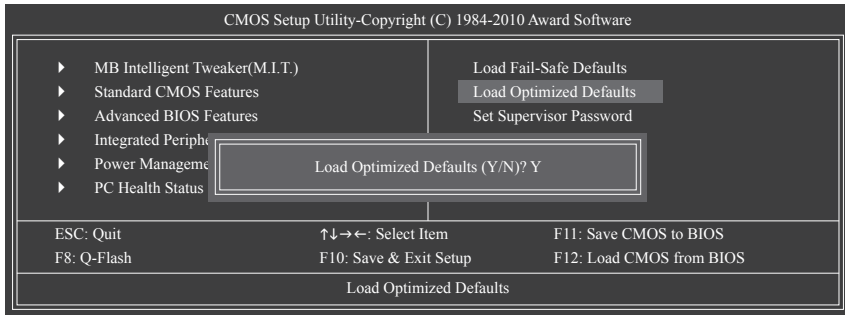 CMOS Setup Utility-Copyright (C) 1984-2010 Award Software
MB Intelligent Tweaker(M.I.T.)
Standard CMOS Features
Advanced BIOS Features
Integrated Periphe
Power Manageme
PC Health Status
Load Fail-Safe Defaults
Load Optimized Defaults
Set Supervisor Password
Load Optimized Defaults (Y/N)? Y
ESC: Quit ↑↓→←: Select Item F11: Save CMOS to BIOS
F8: Q-Flash F10: Save & Exit Setup F12: Load CMOS from BIOS
Load Optimized Defaults